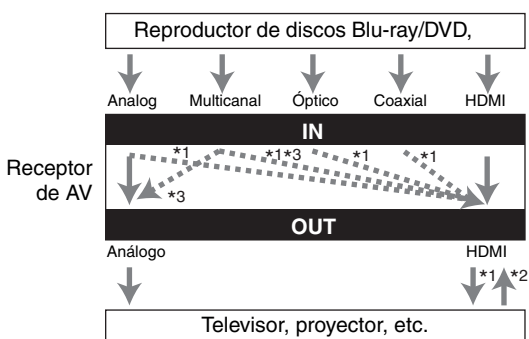 Reproductor de discos Blu-ray/DVD,
Analog Multicanal Óptico Coaxial HDMI
IN
*1 *1*3 *1 *1
Receptor
de AV
*3
OUT
Análogo HDMI
*1 *2
Televisor, proyector, etc.